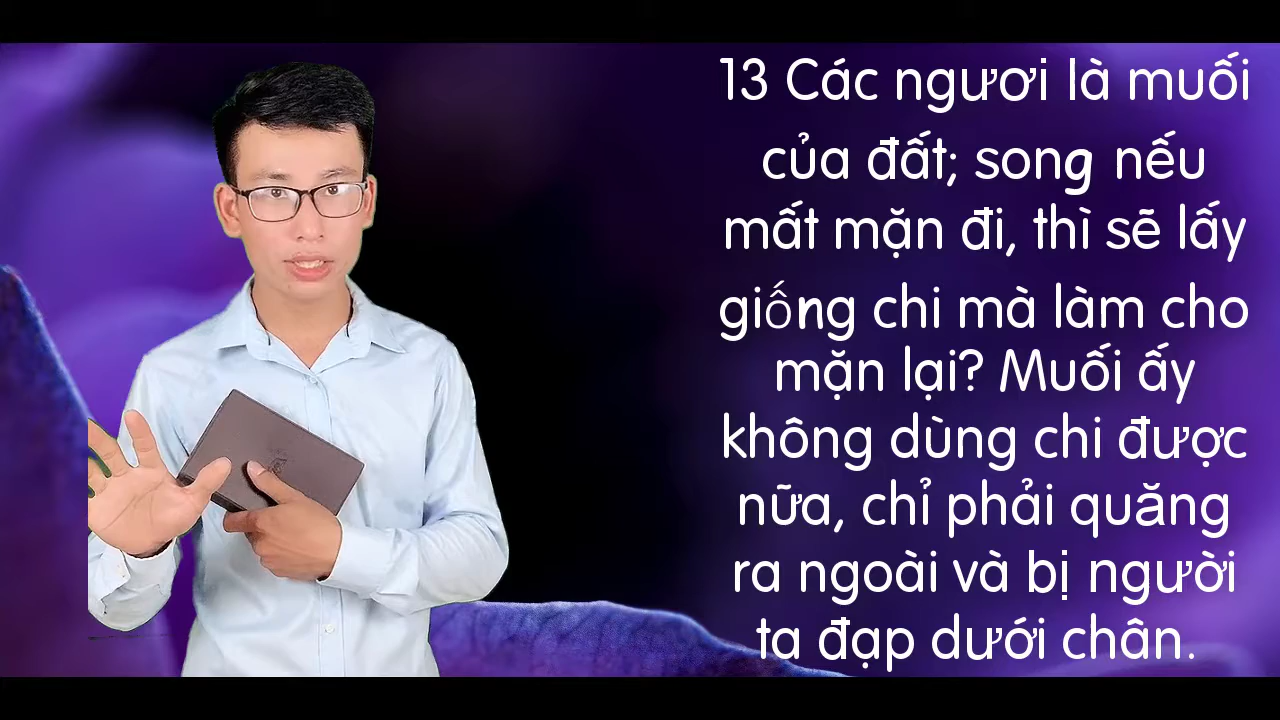 13 Các ngươi là muối
của đất; song nếu
mất mặn đi, thì sẽ lấy
giống chi mà làm cho
mặn lại? Muối ấy
không dùng chi được
nữa, chỉ phải quăng
ra ngoài và bị người
ta đạp dưới chân.